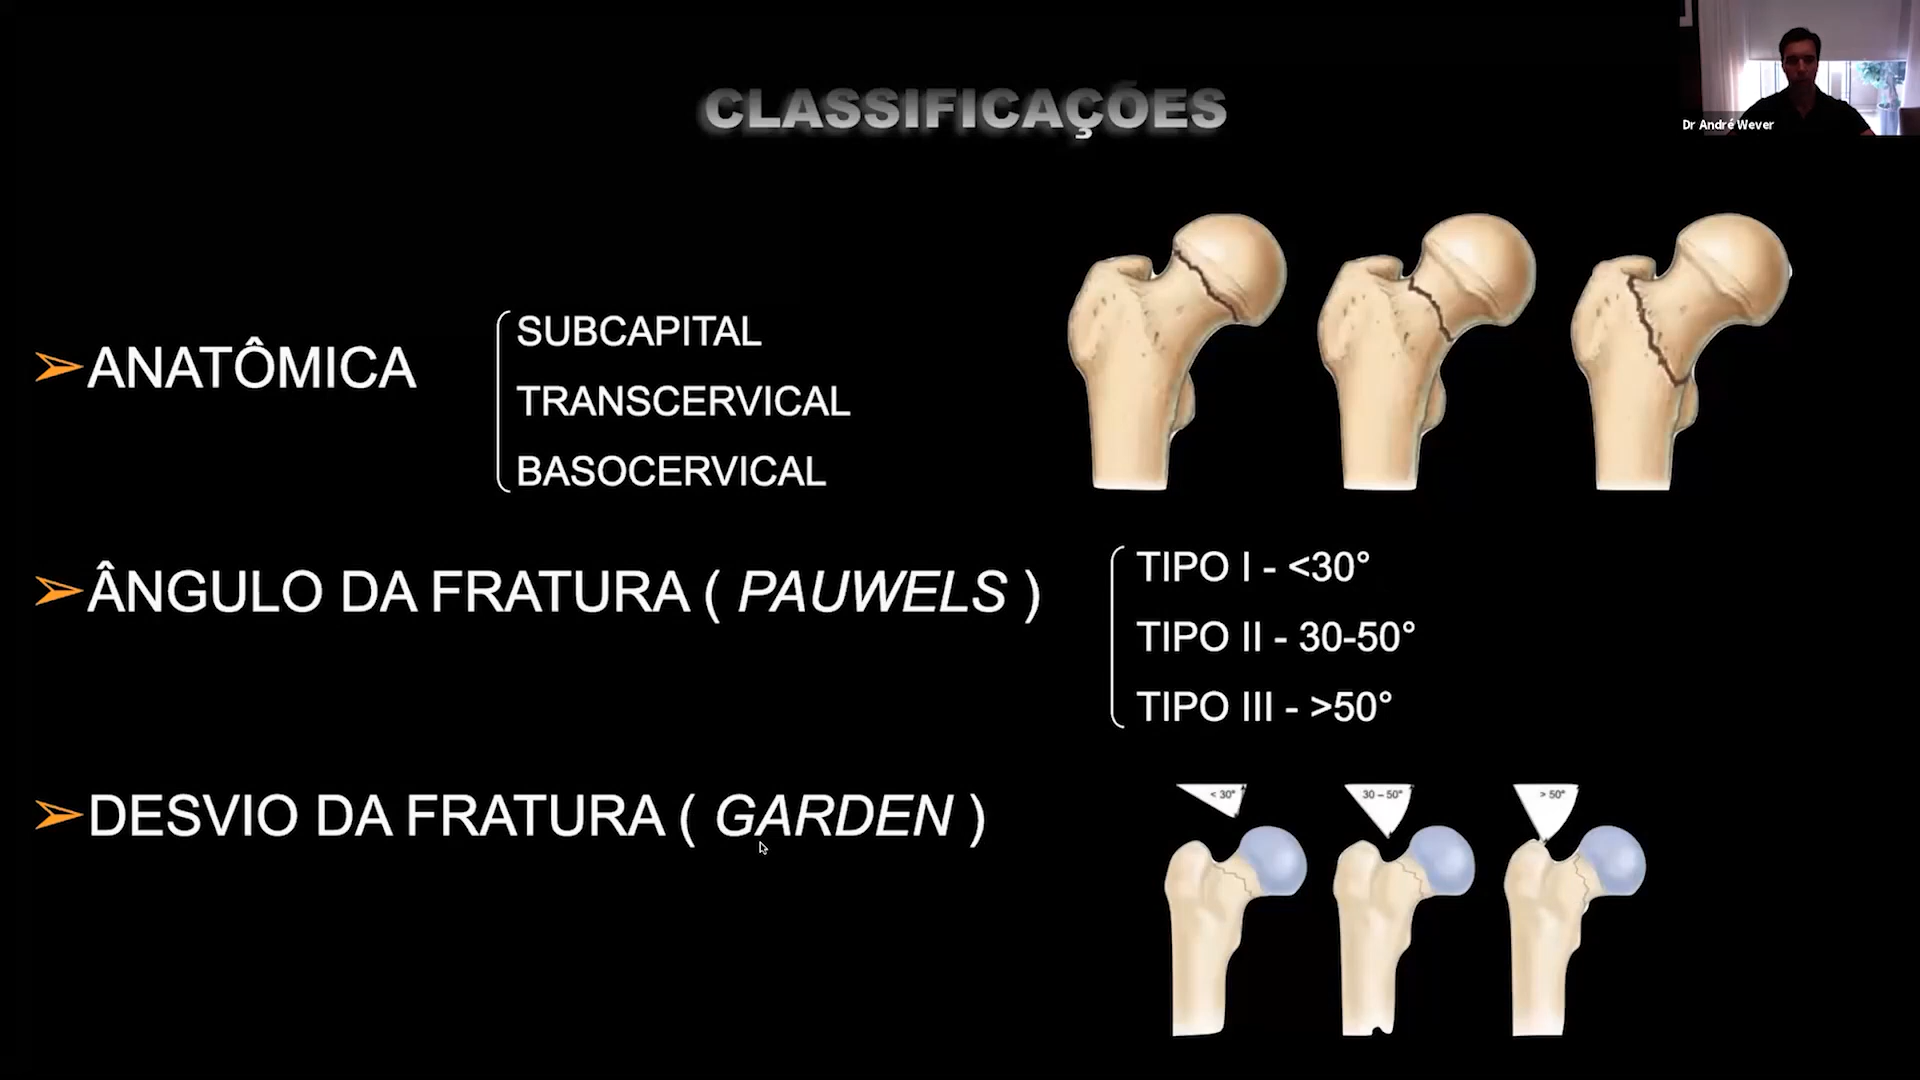 CLASSIFICAÇÕES
Dr André Wever
ANATÔMICA
SUBCAPITAL
TRANSCERVICAL
BASOCERVICAL
ÂNGULO DA FRATURA ( PAUWELS )
TIPO I - <30°
TIPO II - 30-50°
TIPO III - >50°
DESVIO DA FRATURA ( GARDEN )
< 30°
30 – 50°
> 50°